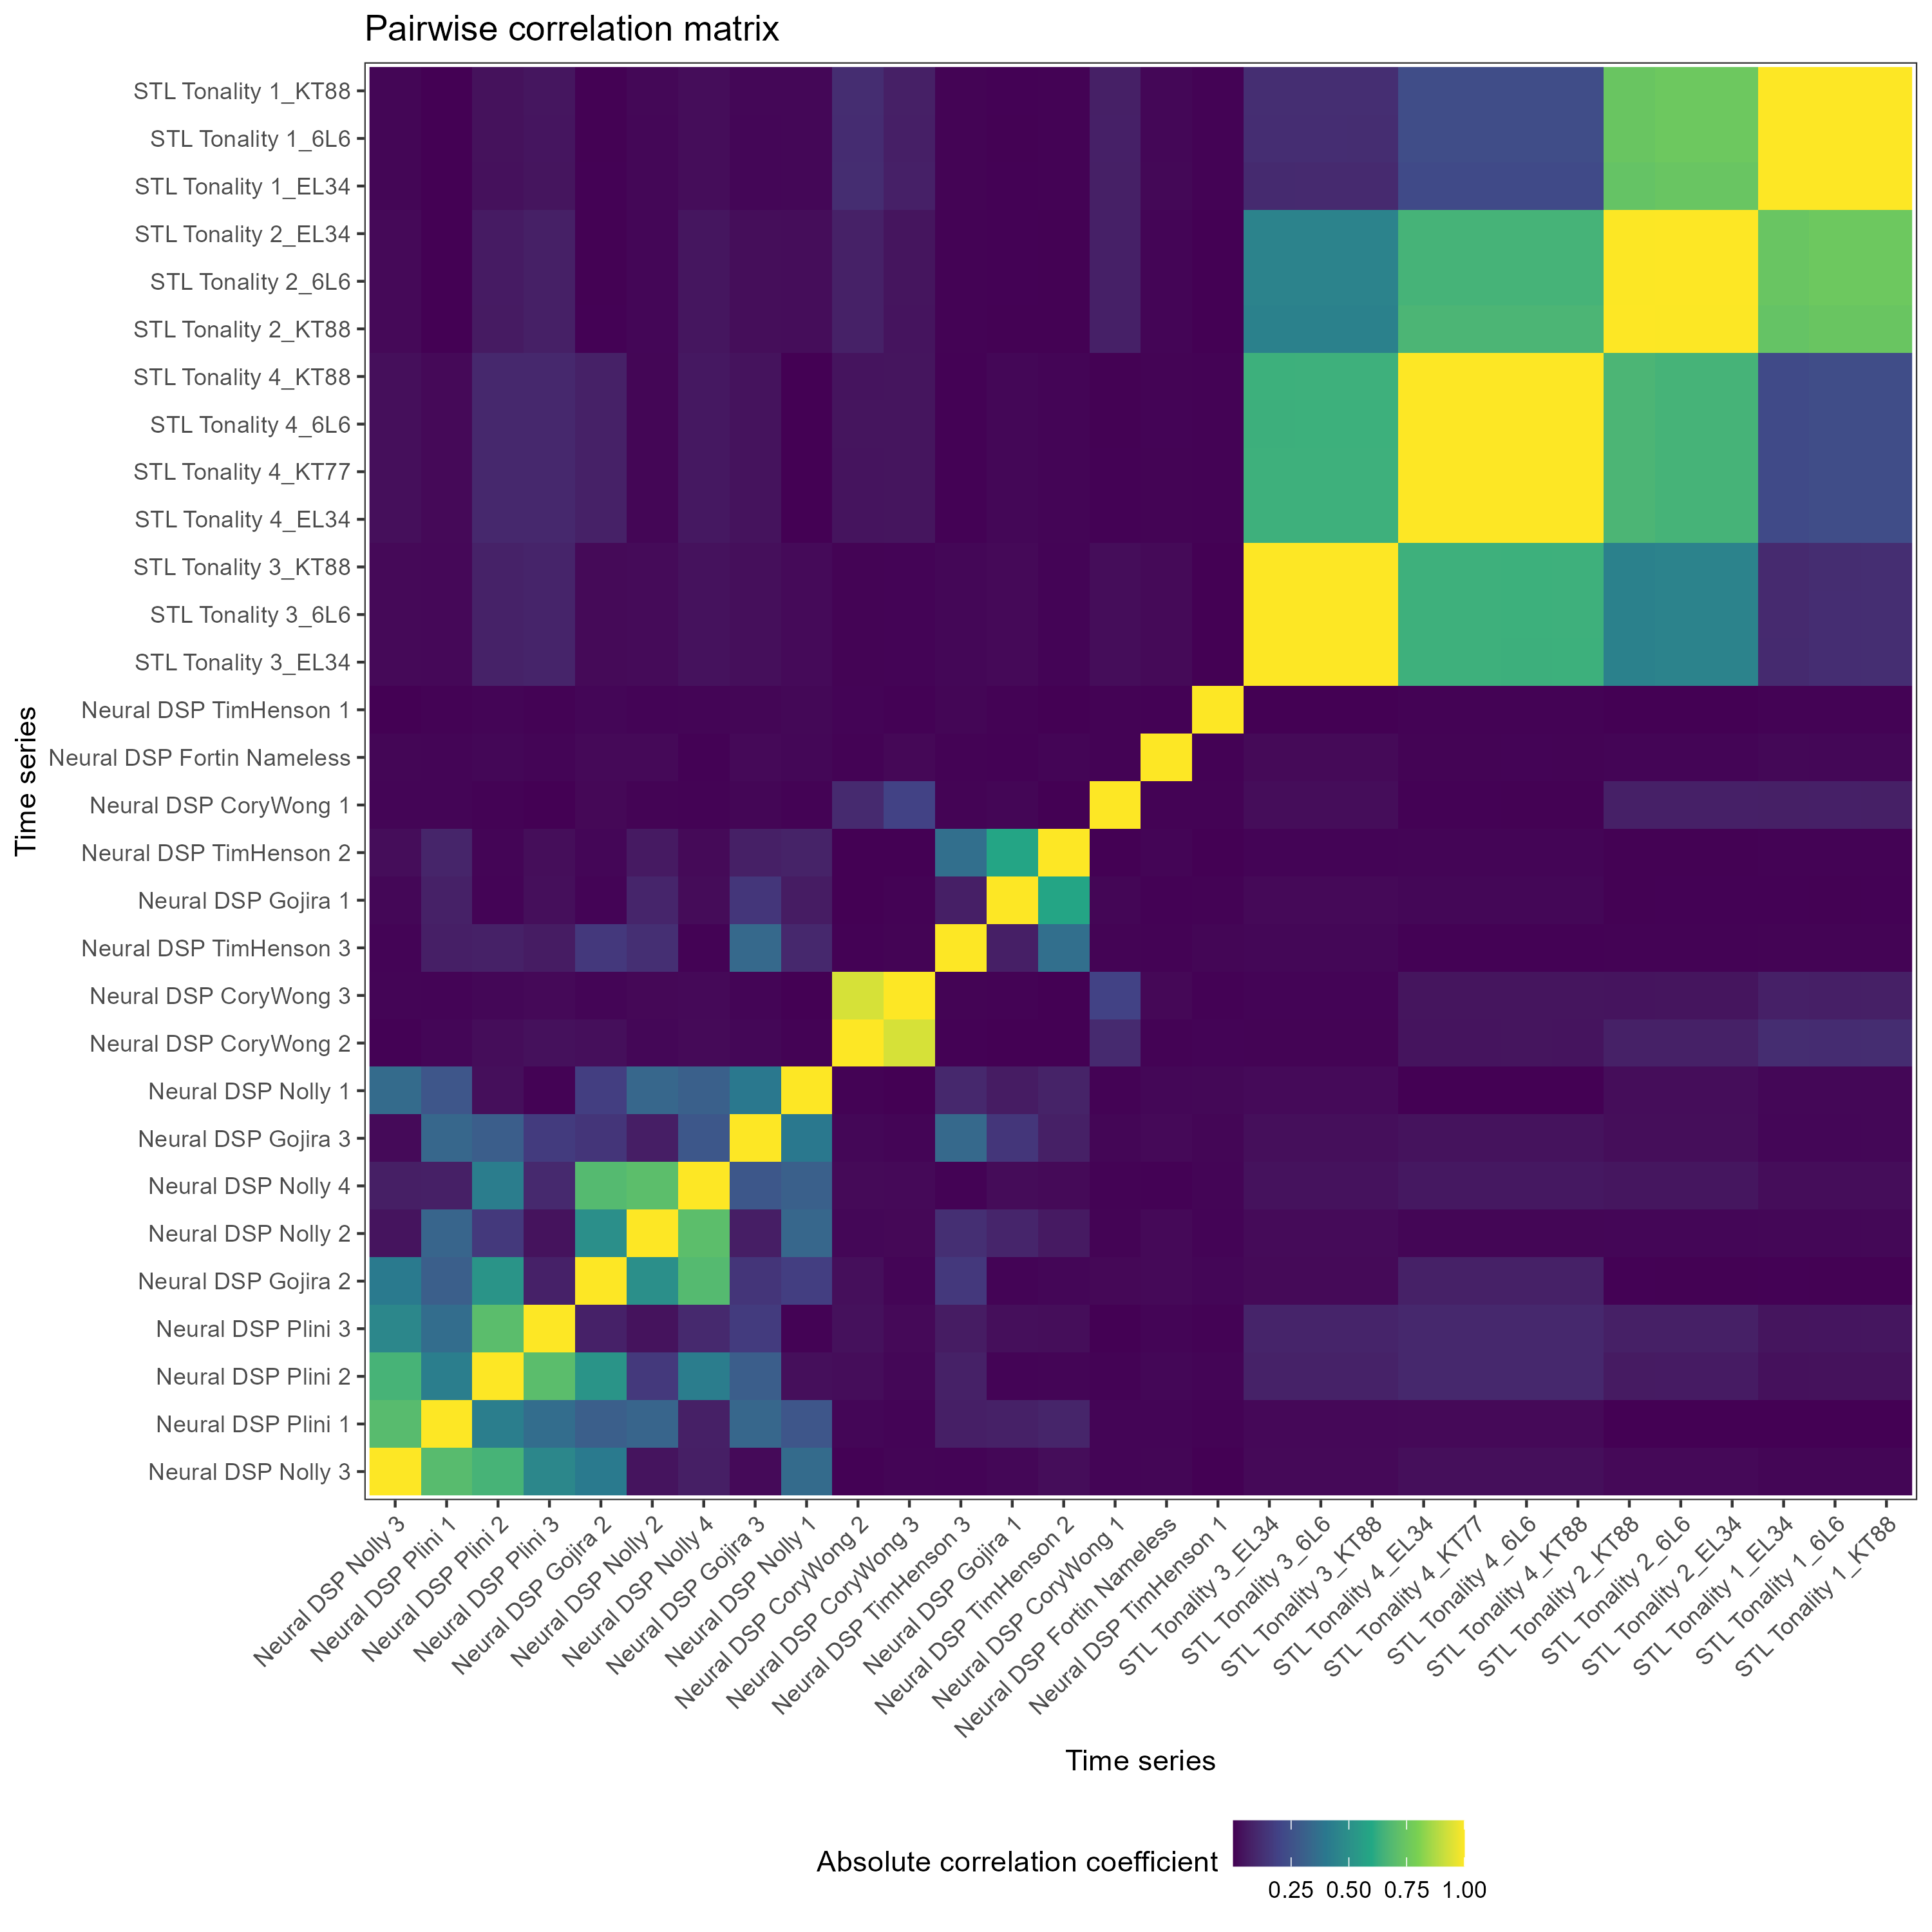 Pairwise correlation matrix
STL Tonality 1_KT88
STL Tonality 1_6L6
STL Tonality 1_EL34
STL Tonality 2_EL34
STL Tonality 2_6L6
STL Tonality 2_KT88
STL Tonality 4_KT88
STL Tonality 4_6L6
STL Tonality 4_KT77
STL Tonality 4_EL34
STL Tonality 3_KT88
STL Tonality 3_6L6
STL Tonality 3_EL34
Neural DSP TimHenson 1
Neural DSP Fortin Nameless
Neural DSP CoryWong 1
Neural DSP TimHenson 2
Neural DSP Gojira 1
Neural DSP TimHenson 3
Neural DSP CoryWong 3
Neural DSP CoryWong 2
Neural DSP Nolly 1
Neural DSP Gojira 3
Neural DSP Nolly 4
Neural DSP Nolly 2
Neural DSP Gojira 2
Neural DSP Plini 3
Neural DSP Plini 2
Neural DSP Plini 1
Neural DSP Nolly 3
Time series
Neural DSP Nolly 3
Neural DSP Plini 1
Neural DSP Plini 2
Neural DSP Plini 3
Neural DSP Gojira 2
Neural DSP Nolly 2
Neural DSP Nolly 4
Neural DSP Gojira 3
Neural DSP Nolly 1
Neural DSP CoryWong 2
Neural DSP CoryWong 3
Neural DSP TimHenson 3
Neural DSP Gojira 1
Neural DSP TimHenson 2
Neural DSP CoryWong 1
Neural DSP Fortin Nameless
Neural DSP TimHenson 1
STL Tonality 3_EL34
STL Tonality 3_6L6
STL Tonality 3_KT88
STL Tonality 4_EL34
STL Tonality 4_KT77
STL Tonality 4_6L6
STL Tonality 4_KT88
STL Tonality 2_KT88
STL Tonality 2_6L6
STL Tonality 2_EL34
STL Tonality 1_EL34
STL Tonality 1_6L6
STL Tonality 1_KT88
Time series
Absolute correlation coefficient
0.25 0.50 0.75 1.00